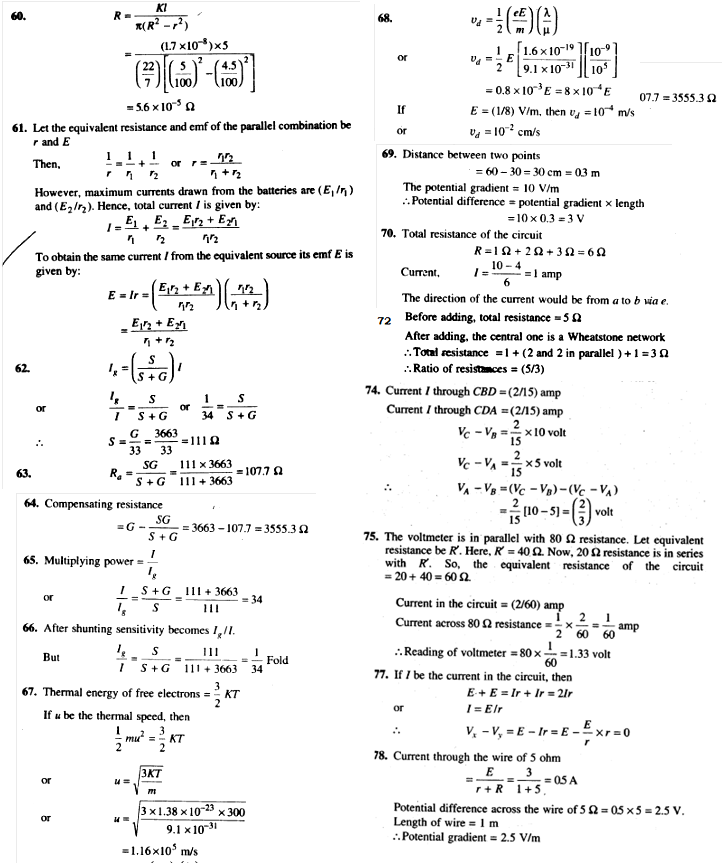 60. R = Kl / π(R² − r²)
= (1.7 ×10⁻⁸)×5 / (22/7)[(5/100)² − (4.5/100)²]
= 5.6 ×10⁻⁵ Ω
61. Let the equivalent resistance and emf of the parallel combination be
r and E
Then, 1/r = 1/r₁ + 1/r₂ or r = r₁r₂ / r₁ + r₂
However, maximum currents drawn from the batteries are (E₁/r₁)
and (E₂/r₂). Hence, total current I is given by:
I = E₁/r₁ + E₂/r₂ = E₁r₂ + E₂r₁ / r₁r₂
To obtain the same current I from the equivalent source its emf E is
given by:
E = Ir = (E₁r₂ + E₂r₁ / r₁r₂)(r₁r₂ / r₁ + r₂)
= E₁r₂ + E₂r₁ / r₁ + r₂
62. I_g = (S / S + G) I
or I_g/I = S / S + G or 1/34 = S / S + G
∴ S = G/33 = 3663/33 = 111 Ω
63. R_a = SG / S + G = 111 × 3663 / 111 + 3663 = 107.7 Ω
64. Compensating resistance
= G − SG / S + G = 3663 − 107.7 = 3555.3 Ω
65. Multiplying power = I / I_g
or I/I_g = S + G / S = 111 + 3663 / 111 = 34
66. After shunting sensitivity becomes I_g/I.
But I_g/I = S / S + G = 111 / 111 + 3663 = 1/34 Fold
67. Thermal energy of free electrons = 3/2 KT
If u be the thermal speed, then
1/2 mu² = 3/2 KT
or u = √(3KT / m)
or u = √(3 × 1.38 × 10⁻²³ × 300 / 9.1 × 10⁻³¹)
= 1.16×10⁵ m/s
68. v_d = 1/2 (eE/m)(λ/μ)
or v_d = 1/2 E [1.6 × 10⁻¹⁹ / 9.1 × 10⁻³¹][10⁻⁹ / 10⁵]
= 0.8 × 10⁻³ E = 8 × 10⁻⁴ E
07.7 = 3555.3 Ω
If E = (1/8) V/m, then v_d = 10⁻⁴ m/s
or v_d = 10⁻² cm/s
69. Distance between two points
= 60 − 30 = 30 cm = 0.3 m
The potential gradient = 10 V/m
∴ Potential difference = potential gradient × length
= 10 × 0.3 = 3 V
70. Total resistance of the circuit
R = 1 Ω + 2 Ω + 3 Ω = 6 Ω
Current, I = 10 − 4 / 6 = 1 amp
The direction of the current would be from a to b via e.
72 Before adding, total resistance = 5 Ω
After adding, the central one is a Wheatstone network
∴ Total resistance = 1 + (2 and 2 in parallel) + 1 = 3 Ω
∴ Ratio of resistances = (5/3)
74. Current I through CBD = (2/15) amp
Current I through CDA = (2/15) amp
V_C − V_B = 2/15 × 10 volt
V_C − V_A = 2/15 × 5 volt
∴ V_A − V_B = (V_C − V_B) − (V_C − V_A)
= 2/15 [10 − 5] = (2/3) volt
75. The voltmeter is in parallel with 80 Ω resistance. Let equivalent
resistance be R'. Here, R' = 40 Ω. Now, 20 Ω resistance is in series
with R'. So, the equivalent resistance of the circuit
= 20 + 40 = 60 Ω.
Current in the circuit = (2/60) amp
Current across 80 Ω resistance = 1/2 × 2/60 = 1/60 amp
∴ Reading of voltmeter = 80 × 1/60 = 1.33 volt
77. If I be the current in the circuit, then
E + E = Ir + Ir = 2Ir
or I = E/r
∴ V_x − V_y = E − Ir = E − E/r × r = 0
78. Current through the wire of 5 ohm
= E / r + R = 3 / 1 + 5 = 0.5 A
Potential difference across the wire of 5 Ω = 0.5 × 5 = 2.5 V.
Length of wire = 1 m
∴ Potential gradient = 2.5 V/m